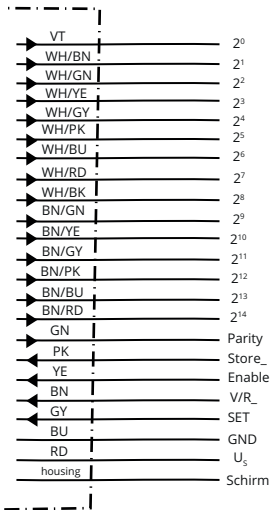 VT 2⁰
WH/BN 2¹
WH/GN 2²
WH/YE 2³
WH/GY 2⁴
WH/PK 2⁵
WH/BU 2⁶
WH/RD 2⁷
WH/BK 2⁸
BN/GN 2⁹
BN/YE 2¹⁰
BN/GY 2¹¹
BN/PK 2¹²
BN/BU 2¹³
BN/RD 2¹⁴
GN Parity
PK Store_
YE Enable
BN V/R_
GY SET
BU GND
RD Uₛ
housing Schirm